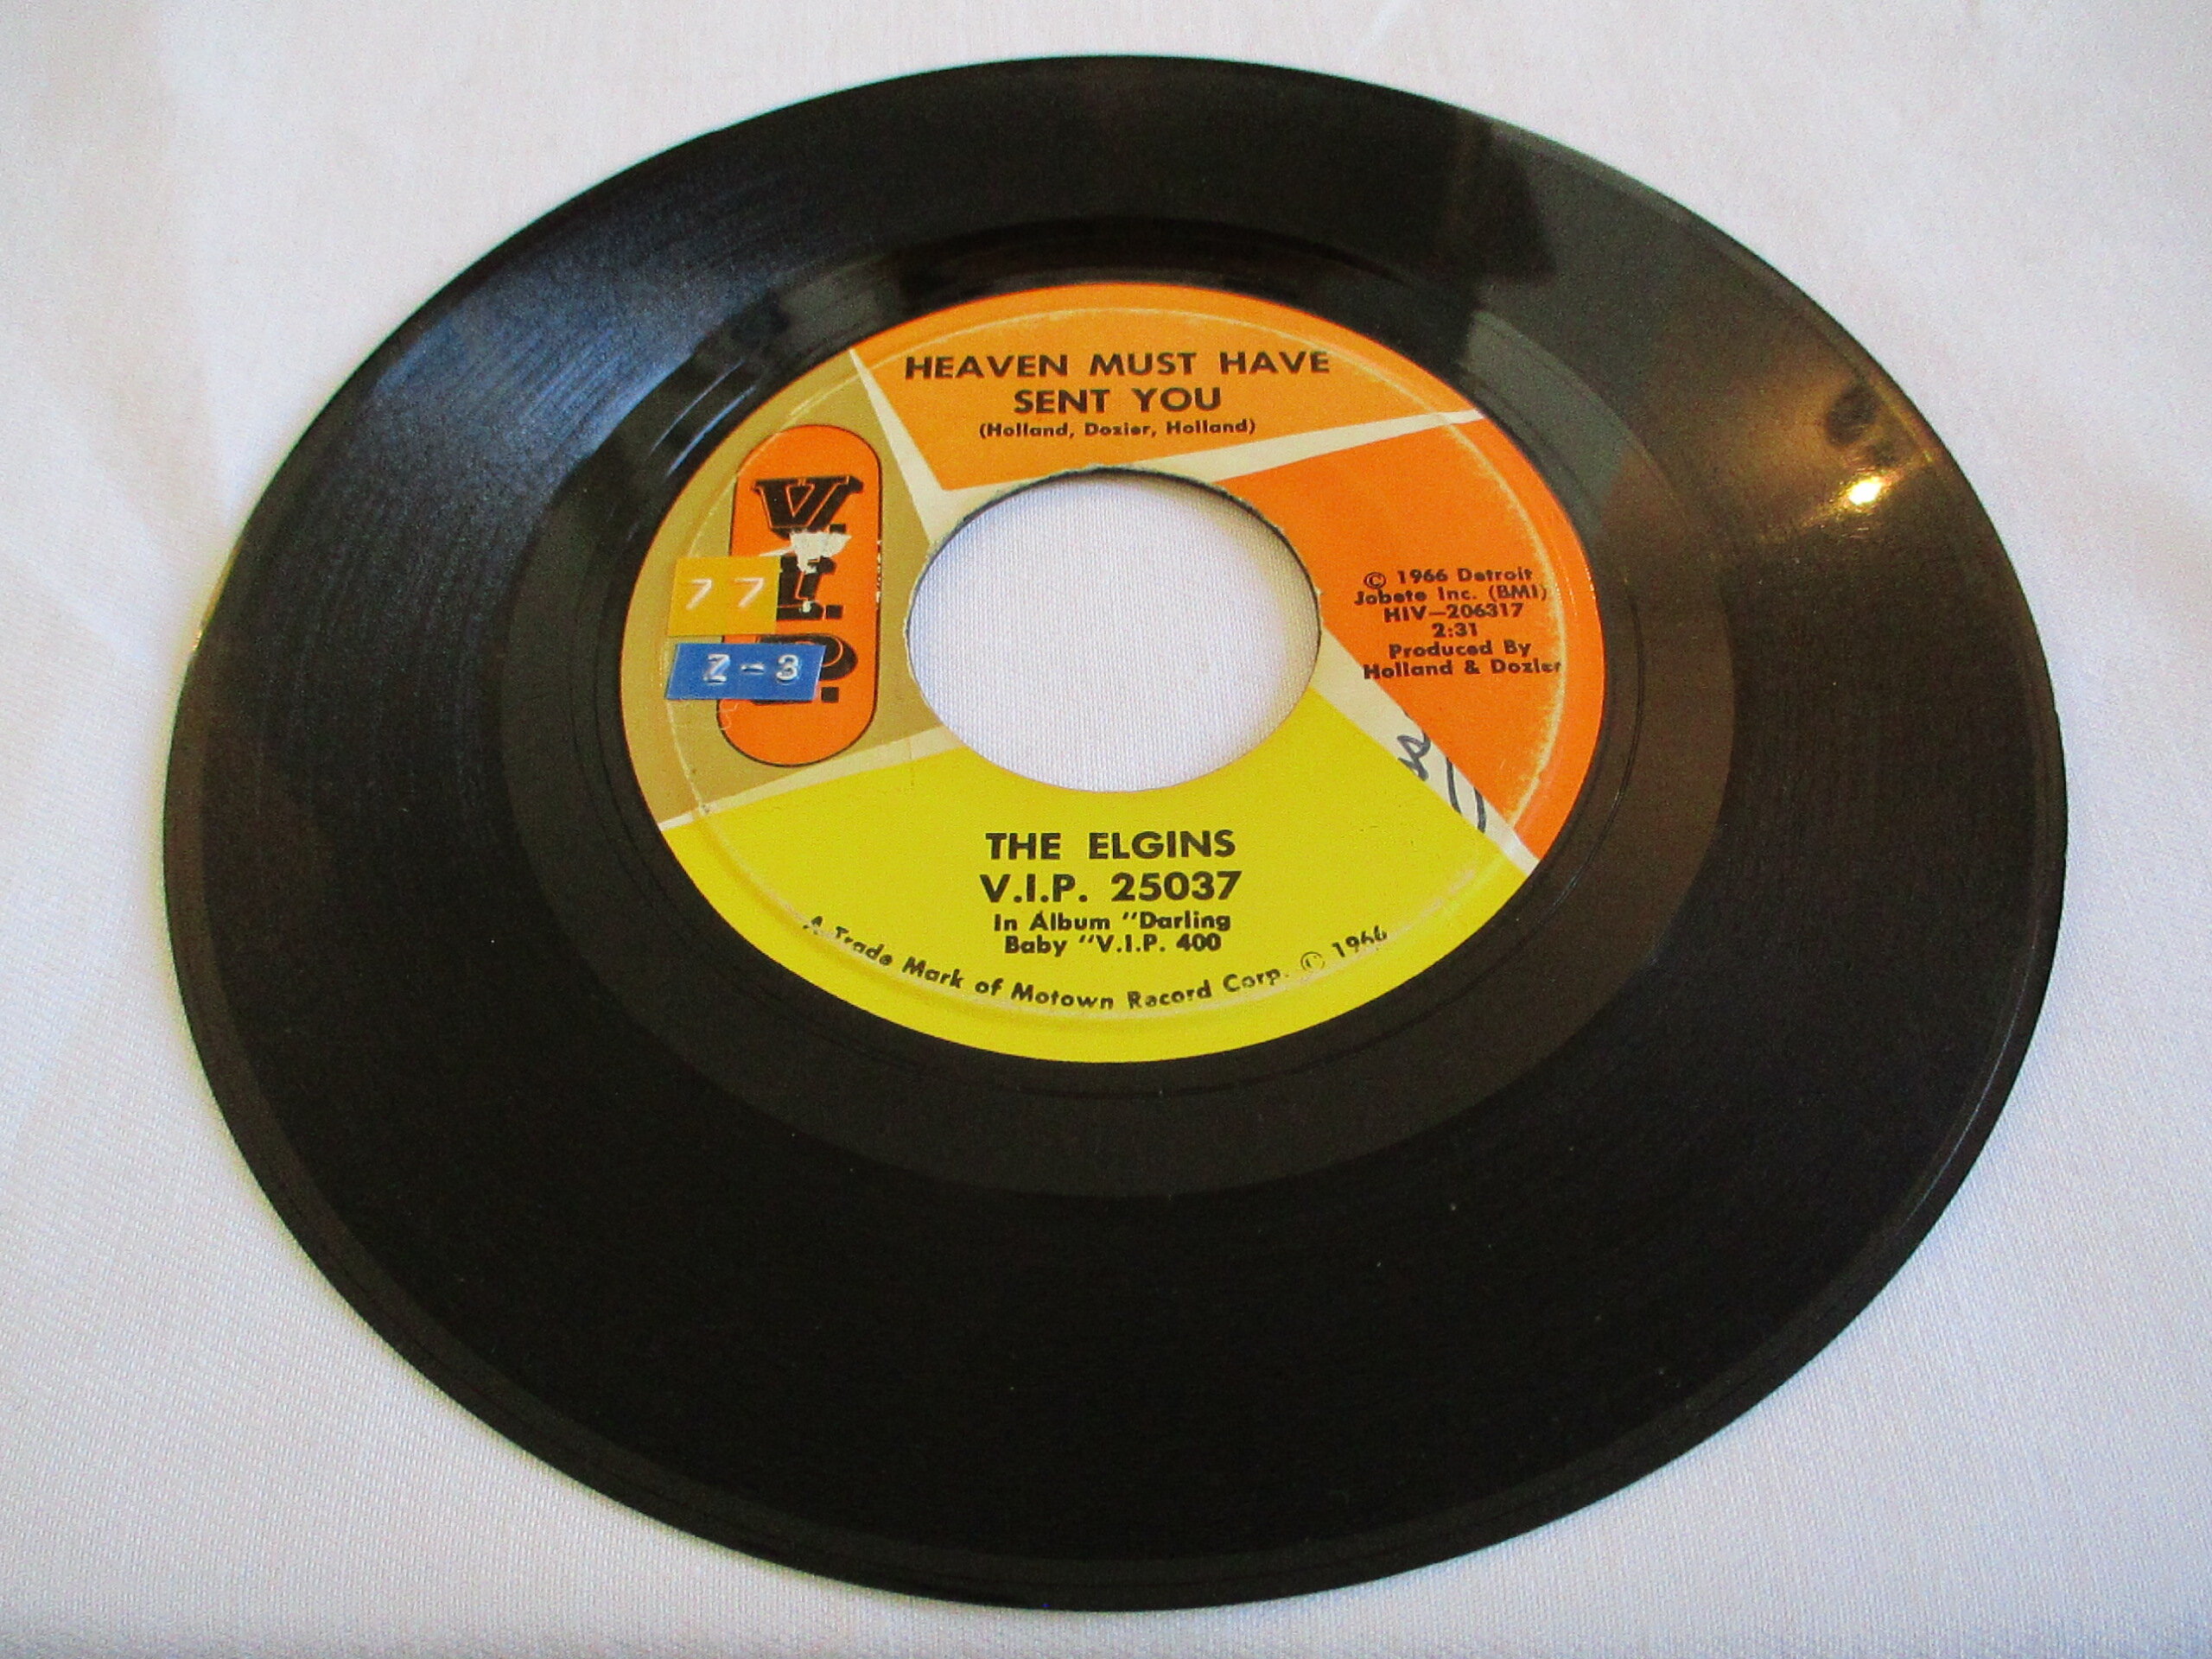 HEAVEN MUST HAVE
SENT YOU
(Holland, Dozier, Holland)
V.I.P.
77
Z-3
© 1966 Detroit
Jobete Inc. (BMI)
HIV—206317
2:31
Produced By
Holland & Dozier
THE ELGINS
V.I.P. 25037
In Album "Darling
Baby "V.I.P. 400
A Trade Mark of Motown Record Corp. © 1966